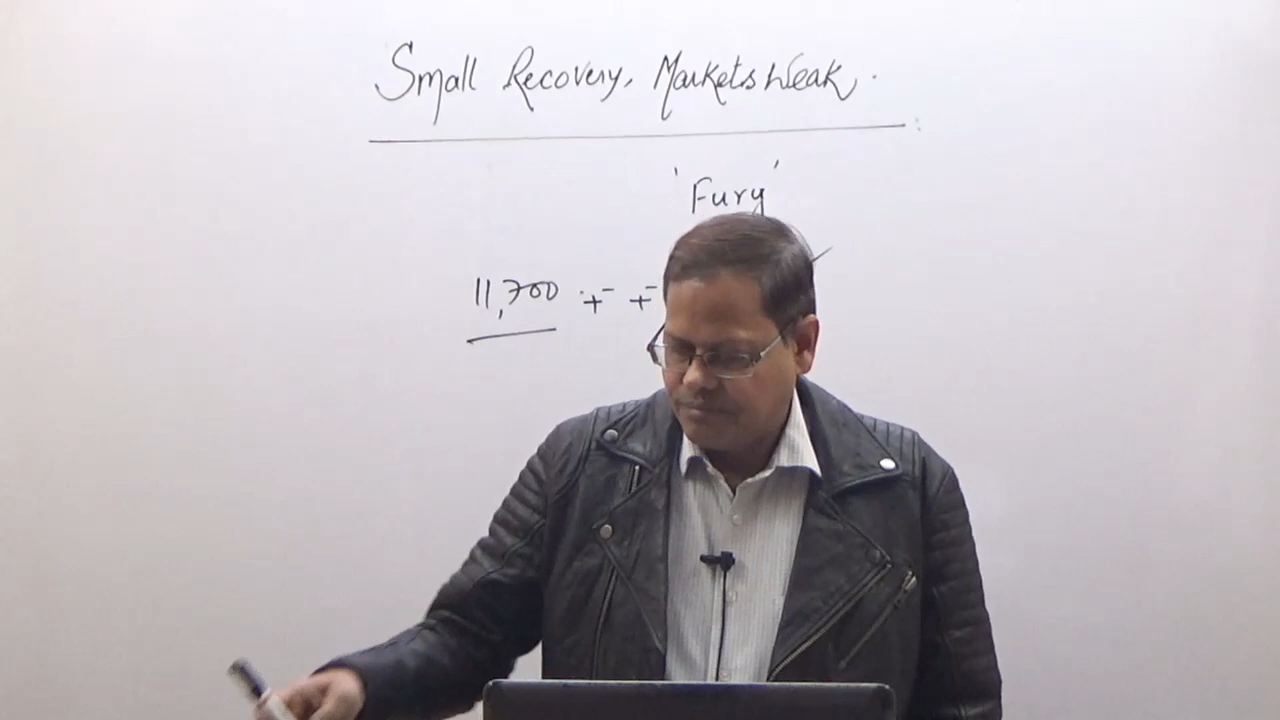 Small Recovery, Markets Weak.
'Fury'
11,700 +- +-